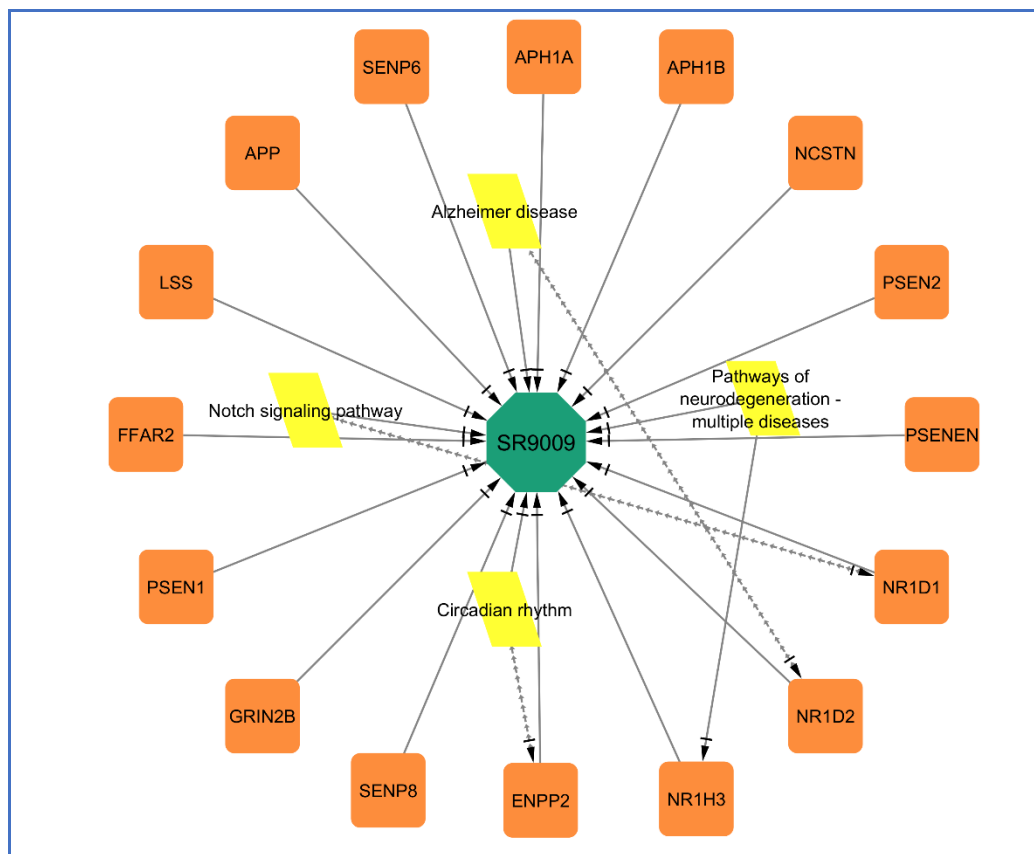 APH1A
SENP6
APH1B
APP
NCSTN
Alzheimer disease
LSS
PSEN2
Pathways of
neurodegeneration -
multiple diseases
Notch signaling pathway
FFAR2
SR9009
PSENEN
PSEN1
NR1D1
Circadian rhythm
GRIN2B
NR1D2
SENP8
ENPP2
NR1H3